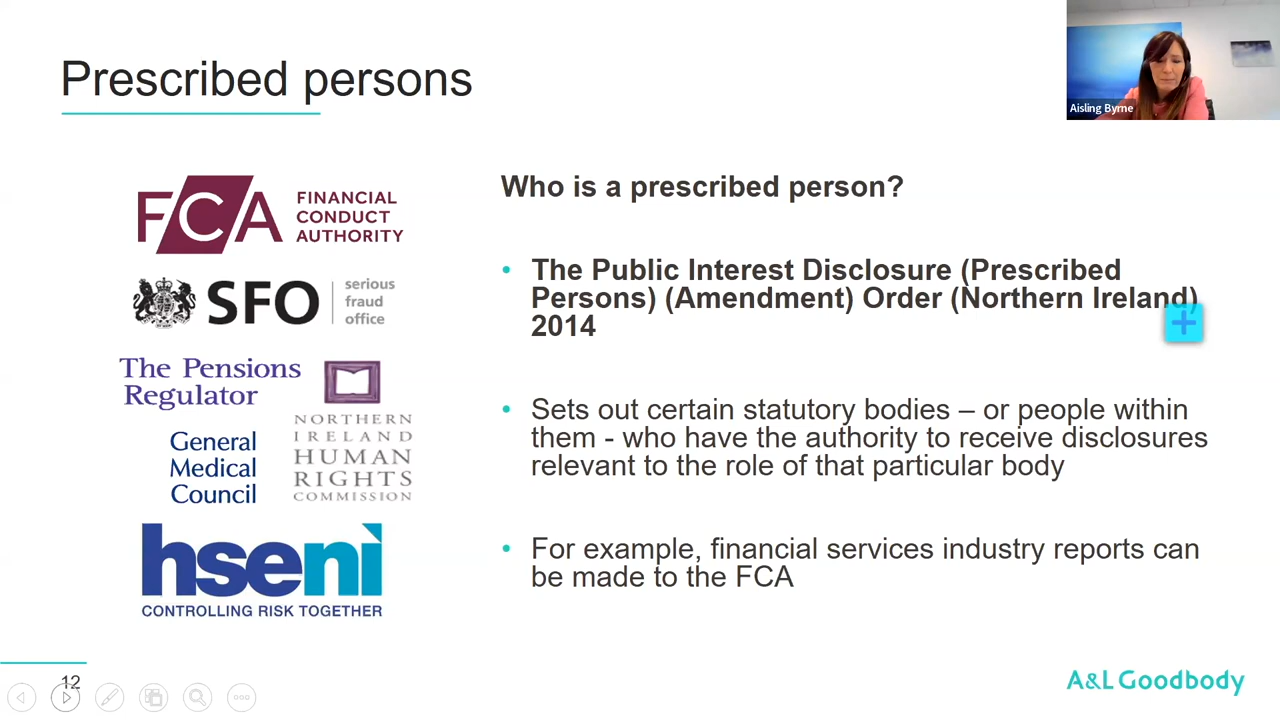 Prescribed persons
Aisling Byrne
FCA
FINANCIAL
CONDUCT
AUTHORITY
SFO
serious
fraud
office
The Pensions
Regulator
General
Medical
Council
NORTHERN
IRELAND
HUMAN
RIGHTS
COMMISSION
hseni
CONTROLLING RISK TOGETHER
Who is a prescribed person?
• The Public Interest Disclosure (Prescribed
Persons) (Amendment) Order (Northern Ireland)
2014
• Sets out certain statutory bodies – or people within
them - who have the authority to receive disclosures
relevant to the role of that particular body
• For example, financial services industry reports can
be made to the FCA
12
A&L Goodbody